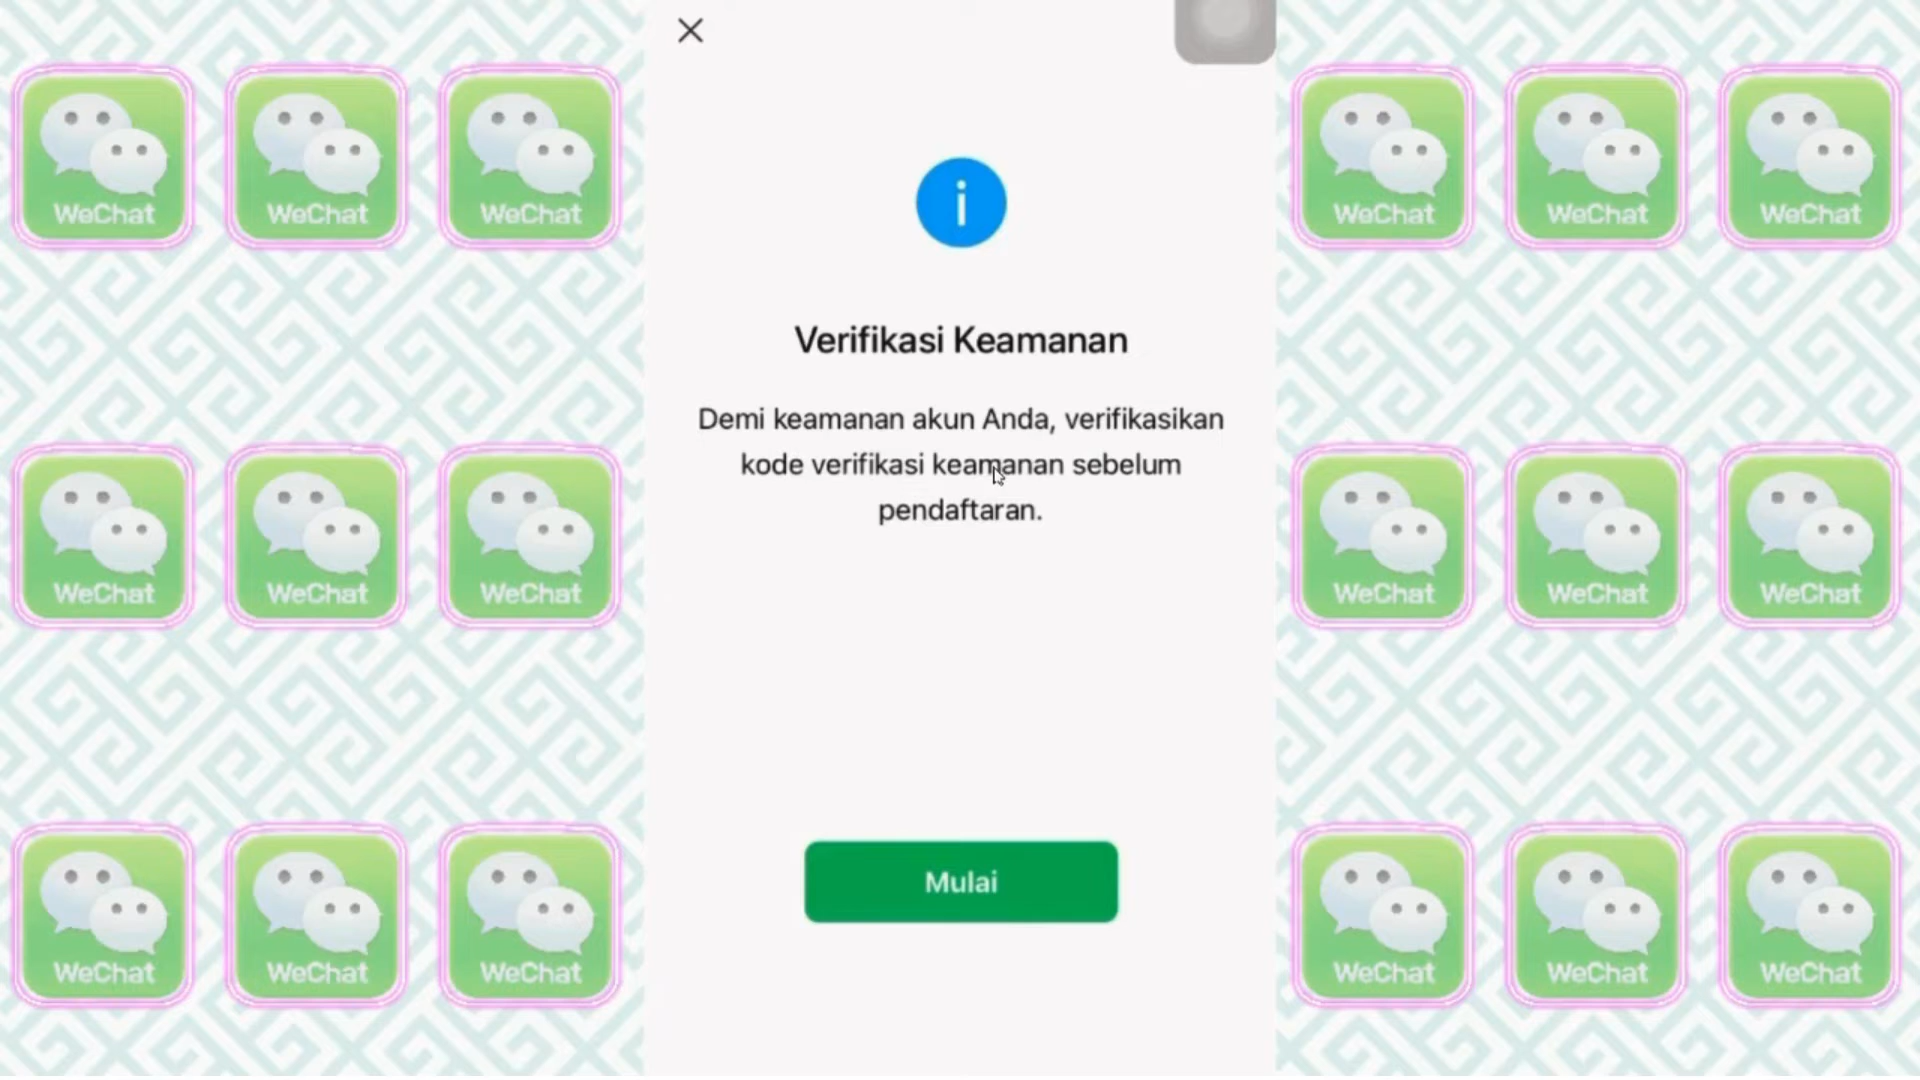 WeChat WeChat WeChat WeChat WeChat WeChat
Verifikasi Keamanan
Demi keamanan akun Anda, verifikasikan
kode verifikasi keamanan sebelum
pendaftaran.
WeChat WeChat WeChat WeChat WeChat WeChat
Mulai
WeChat WeChat WeChat WeChat WeChat WeChat